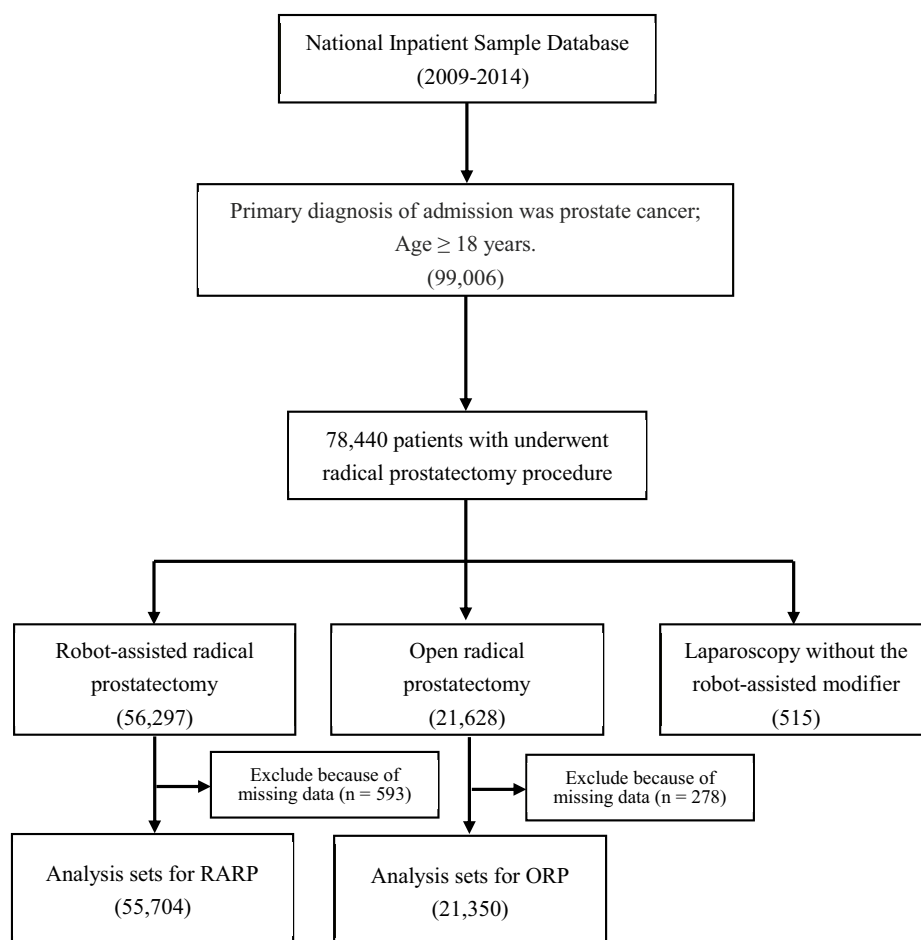 National Inpatient Sample Database
(2009-2014)
Primary diagnosis of admission was prostate cancer;
Age ≥ 18 years.
(99,006)
78,440 patients with underwent
radical prostatectomy procedure
Robot-assisted radical
prostatectomy
(56,297)
Open radical
prostatectomy
(21,628)
Laparoscopy without the
robot-assisted modifier
(515)
Exclude because of
missing data (n = 593)
Exclude because of
missing data (n = 278)
Analysis sets for RARP
(55,704)
Analysis sets for ORP
(21,350)